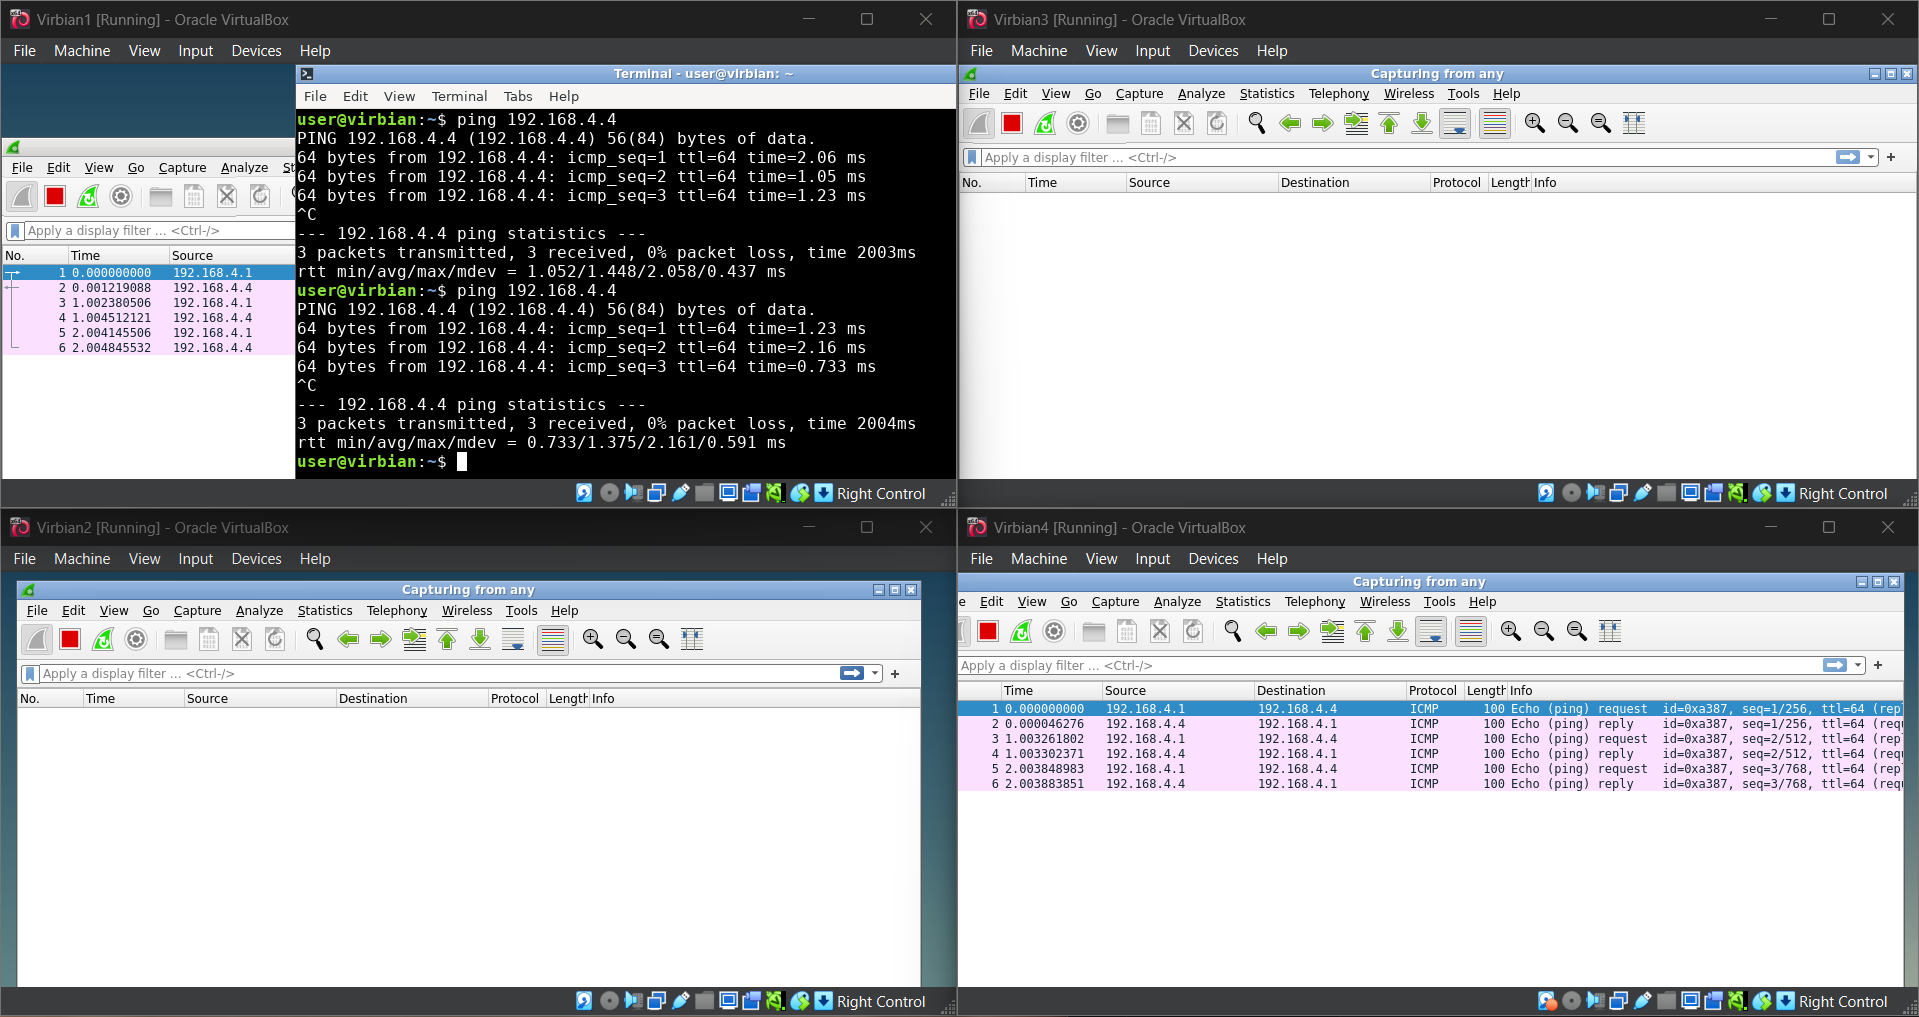 Virbian1 [Running] - Oracle VirtualBox
File Machine View Input Devices Help
Terminal - user@virbian: ~
File Edit View Terminal Tabs Help
user@virbian:~$ ping 192.168.4.4
PING 192.168.4.4 (192.168.4.4) 56(84) bytes of data.
64 bytes from 192.168.4.4: icmp_seq=1 ttl=64 time=2.06 ms
64 bytes from 192.168.4.4: icmp_seq=2 ttl=64 time=1.05 ms
64 bytes from 192.168.4.4: icmp_seq=3 ttl=64 time=1.23 ms
^C
--- 192.168.4.4 ping statistics ---
3 packets transmitted, 3 received, 0% packet loss, time 2003ms
rtt min/avg/max/mdev = 1.052/1.448/2.058/0.437 ms
user@virbian:~$ ping 192.168.4.4
PING 192.168.4.4 (192.168.4.4) 56(84) bytes of data.
64 bytes from 192.168.4.4: icmp_seq=1 ttl=64 time=1.23 ms
64 bytes from 192.168.4.4: icmp_seq=2 ttl=64 time=2.16 ms
64 bytes from 192.168.4.4: icmp_seq=3 ttl=64 time=0.733 ms
^C
--- 192.168.4.4 ping statistics ---
3 packets transmitted, 3 received, 0% packet loss, time 2004ms
rtt min/avg/max/mdev = 0.733/1.375/2.161/0.591 ms
user@virbian:~$
File Edit View Go Capture Analyze St
Apply a display filter ... <Ctrl-/>
No. Time Source
1 0.000000000 192.168.4.1
2 0.001219088 192.168.4.4
3 1.002380506 192.168.4.1
4 1.004512121 192.168.4.4
5 2.004145506 192.168.4.1
6 2.004845532 192.168.4.4
Right Control
Virbian3 [Running] - Oracle VirtualBox
File Machine View Input Devices Help
Capturing from any
File Edit View Go Capture Analyze Statistics Telephony Wireless Tools Help
Apply a display filter ... <Ctrl-/>
No. Time Source Destination Protocol Length Info
Right Control
Virbian2 [Running] - Oracle VirtualBox
File Machine View Input Devices Help
Capturing from any
File Edit View Go Capture Analyze Statistics Telephony Wireless Tools Help
Apply a display filter ... <Ctrl-/>
No. Time Source Destination Protocol Length Info
Right Control
Virbian4 [Running] - Oracle VirtualBox
File Machine View Input Devices Help
Capturing from any
e Edit View Go Capture Analyze Statistics Telephony Wireless Tools Help
Apply a display filter ... <Ctrl-/>
Time Source Destination Protocol Length Info
1 0.000000000 192.168.4.1 192.168.4.4 ICMP 100 Echo (ping) request id=0xa387, seq=1/256, ttl=64 (rep
2 0.000046276 192.168.4.4 192.168.4.1 ICMP 100 Echo (ping) reply id=0xa387, seq=1/256, ttl=64 (req
3 1.003261802 192.168.4.1 192.168.4.4 ICMP 100 Echo (ping) request id=0xa387, seq=2/512, ttl=64 (rep
4 1.003302371 192.168.4.4 192.168.4.1 ICMP 100 Echo (ping) reply id=0xa387, seq=2/512, ttl=64 (req
5 2.003848983 192.168.4.1 192.168.4.4 ICMP 100 Echo (ping) request id=0xa387, seq=3/768, ttl=64 (rep
6 2.003883851 192.168.4.4 192.168.4.1 ICMP 100 Echo (ping) reply id=0xa387, seq=3/768, ttl=64 (req
Right Control